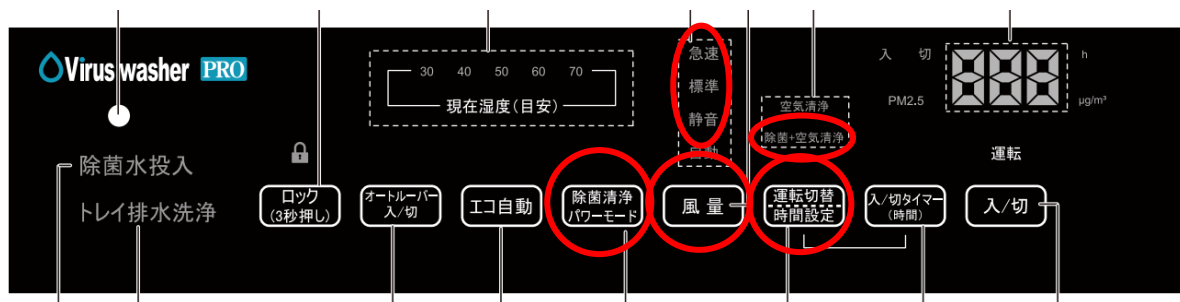 Virus washer PRO
除菌水投入
トレイ排水洗浄
30 40 50 60 70
現在湿度(目安)
急速
標準
静音
自動
空気清浄
除菌+空気清浄
入 切
888
h
PM2.5
μg/m³
運転
ロック
(3秒押し)
オートルーバー
入/切
エコ自動
除菌清浄
パワーモード
風量
運転切替
時間設定
入/切タイマー
(時間)
入/切